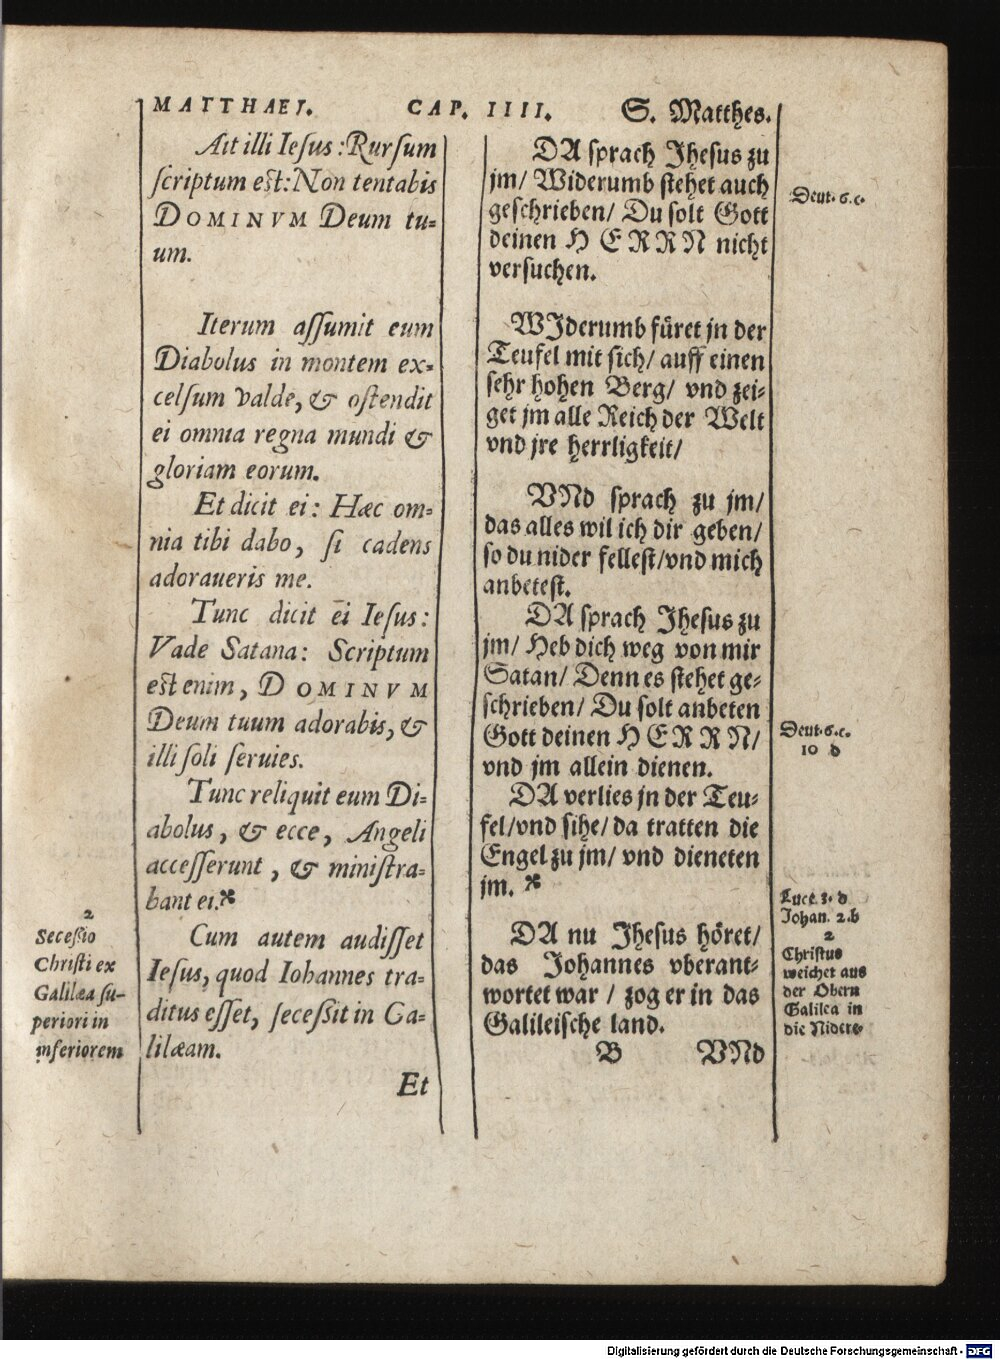 MATTHAEI. CAP. IIII. S. Matthes.
Ait illi Ieſus : Rurſum
ſcriptum eſt: Non tentabis
DOMINVM Deum tu=
um.
Iterum aſſumit eum
Diabolus in montem ex=
celſum valde, & oſtendit
ei omnia regna mundi &
gloriam eorum.
Et dicit ei: Hæc om=
nia tibi dabo, ſi cadens
adoraueris me.
Tunc dicit ei Ieſus:
Vade Satana: Scriptum
eſt enim, DOMINVM
Deum tuum adorabis, &
illi ſoli ſeruies.
Tunc reliquit eum Di=
abolus, & ecce, Angeli
acceſſerunt, & miniſtra=
bant ei.
2
Seceſſio
Chriſti ex
Galilæa ſu-
periori in
inferiorem
Cum autem audiſſet
Ieſus, quod Iohannes tra=
ditus eſſet, ſeceſſit in Ga=
lilæam.
Et
DA ſprach Jheſus zu
jm/ Widerumb ſtehet auch
geſchrieben/ Du ſolt Gott
deinen HERRN nicht
verſuchen.
Deut. 6. c.
WJderumb füret jn der
Teufel mit ſich/ auff einen
ſehr hohen Berg/ vnd zei=
get jm alle Reich der Welt
vnd jre herrligkeit/
VNd ſprach zu jm/
das alles wil ich dir geben/
ſo du nider felleſt/vnd mich
anbeteſt.
DA ſprach Jheſus zu
jm/ Heb dich weg von mir
Satan/ Denn es ſtehet ge=
ſchrieben/ Du ſolt anbeten
Gott deinen HERRN/
vnd jm allein dienen.
Deut. 6. c.
10 d
DA verlies jn der Teu=
fel/vnd ſihe/ da tratten die
Engel zu jm/ vnd dieneten
jm.
Luce 3. d
Johan. 2. b
2
Chriſtus
weichet aus
der Obern
Galilea in
die Nidere.
DA nu Jheſus höret/
das Johannes vberant=
wortet war / zog er in das
Galileiſche land.
B VNd
Digitalisierung gefördert durch die Deutsche Forschungsgemeinschaft - DFG